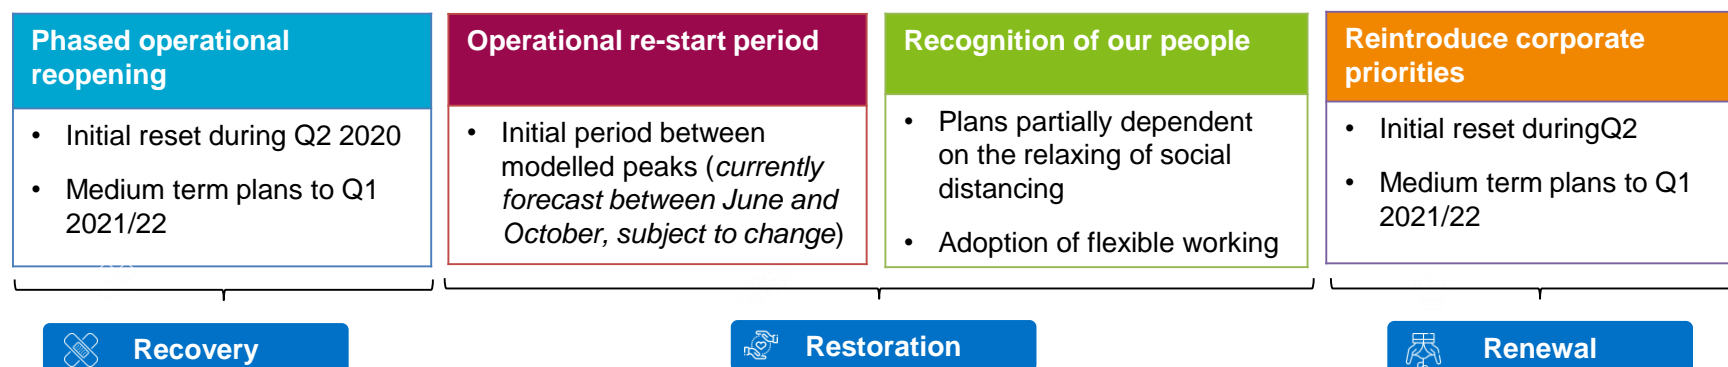 Phased operational
reopening
• Initial reset during Q2 2020
• Medium term plans to Q1
2021/22
Operational re-start period
• Initial period between
modelled peaks (currently
forecast between June and
October, subject to change)
Recognition of our people
• Plans partially dependent
on the relaxing of social
distancing
• Adoption of flexible working
Reintroduce corporate
priorities
• Initial reset duringQ2
• Medium term plans to Q1
2021/22
Recovery
Restoration
Renewal